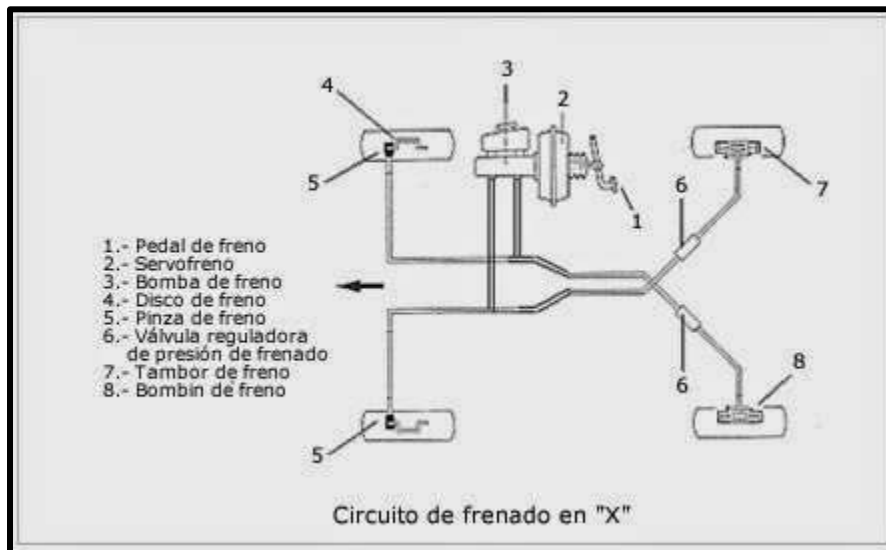 3
4
2
5
7
6
1
1.- Pedal de freno
2.- Servofreno
3.- Bomba de freno
4.- Disco de freno
5.- Pinza de freno
6.- Válvula reguladora
de presión de frenado
7.- Tambor de freno
8.- Bombin de freno
6
8
5
Circuito de frenado en "X"